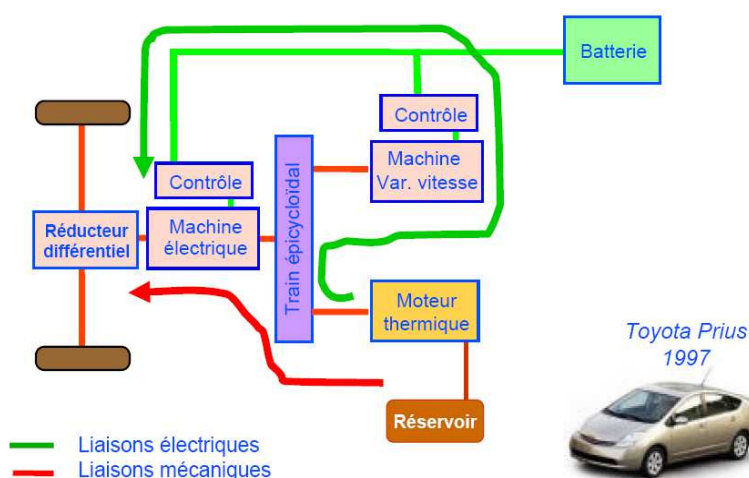 Batterie
Contrôle
Machine
Var. vitesse
Contrôle
Réducteur
différentiel
Machine
électrique
Train épicycloïdal
Moteur
thermique
Toyota Prius
1997
Réservoir
Liaisons électriques
Liaisons mécaniques